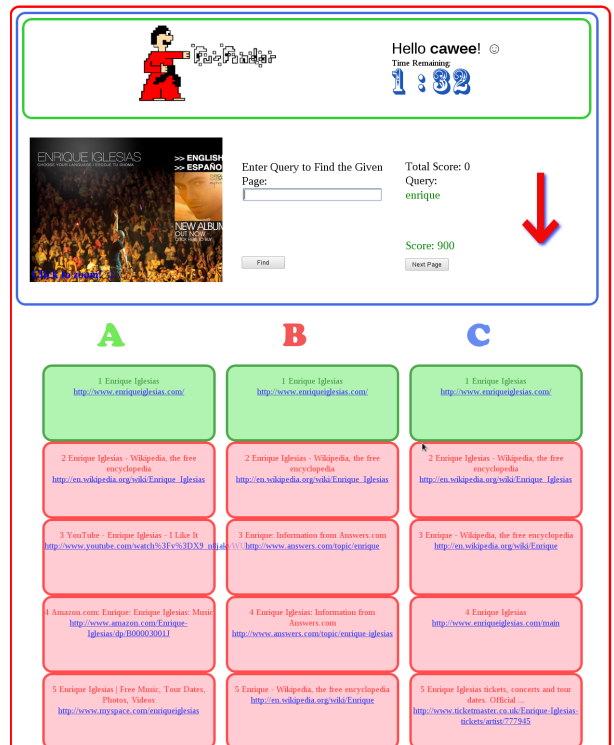 Hello cawee! ☺
Time Remaining:
1 : 32
ENRIQUE IGLESIAS
>> ENGLISH
>> ESPAÑO
NEW ALBUM
OUT NOW
Click to zoom!
Enter Query to Find the Given
Page:
Find
Total Score: 0
Query:
enrique
Score: 900
Next Page
A
B
C
1 Enrique Iglesias
http://www.enriqueiglesias.com/
2 Enrique Iglesias - Wikipedia, the free
encyclopedia
http://en.wikipedia.org/wiki/Enrique_Iglesias
3 YouTube - Enrique Iglesias - I Like It
4 Amazon.com: Enrique: Enrique Iglesias: Music
http://www.amazon.com/Enrique-
Iglesias/dp/B00003001J
5 Enrique Iglesias | Free Music, Tour Dates,
Photos, Videos
http://www.myspace.com/enriqueiglesias
1 Enrique Iglesias
http://www.enriqueiglesias.com/
2 Enrique Iglesias - Wikipedia, the free
encyclopedia
http://en.wikipedia.org/wiki/Enrique_Iglesias
3 Enrique: Information from Answers.com
http://www.answers.com/topic/enrique
4 Enrique Iglesias: Information from
Answers.com
http://www.answers.com/topic/enrique-iglesias
5 Enrique - Wikipedia, the free encyclopedia
http://en.wikipedia.org/wiki/Enrique
1 Enrique Iglesias
http://www.enriqueiglesias.com/
2 Enrique Iglesias - Wikipedia, the free
encyclopedia
http://en.wikipedia.org/wiki/Enrique_Iglesias
3 Enrique - Wikipedia, the free encyclopedia
http://en.wikipedia.org/wiki/Enrique
4 Enrique Iglesias
http://www.enriqueiglesias.com/main
5 Enrique Iglesias tickets, concerts and tour
dates. Official ...
http://www.ticketmaster.co.uk/Enrique-Iglesias-
tickets/artist/777945